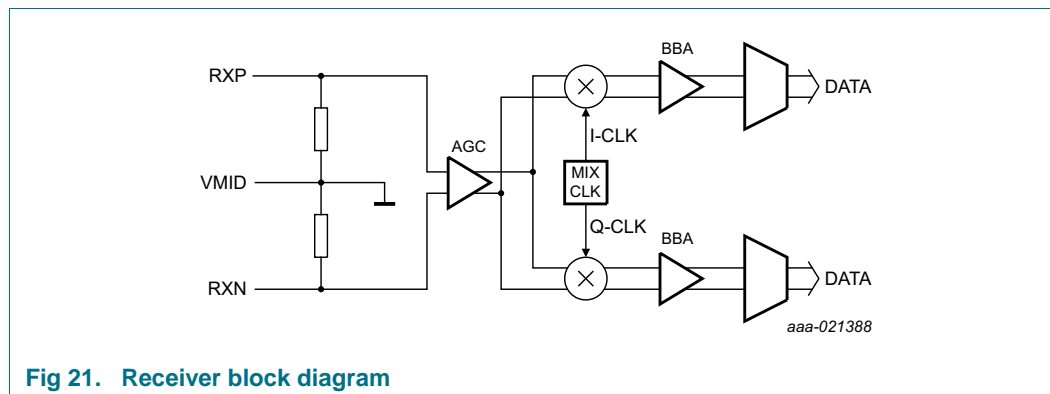 BBA
RXP
DATA
I-CLK
AGC
MIX
CLK
VMID
Q-CLK
BBA
RXN
DATA
aaa-021388
Fig 21. Receiver block diagram